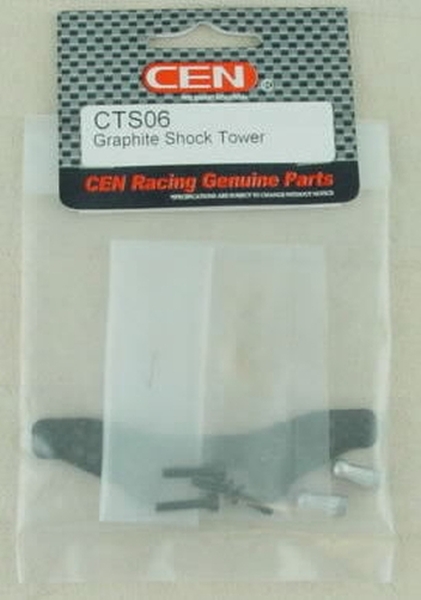 CEN
CTS06
Graphite Shock Tower
CEN Racing Genuine Parts
*SPECIFICATIONS ARE SUBJECT TO CHANGE WITHOUT NOTICE